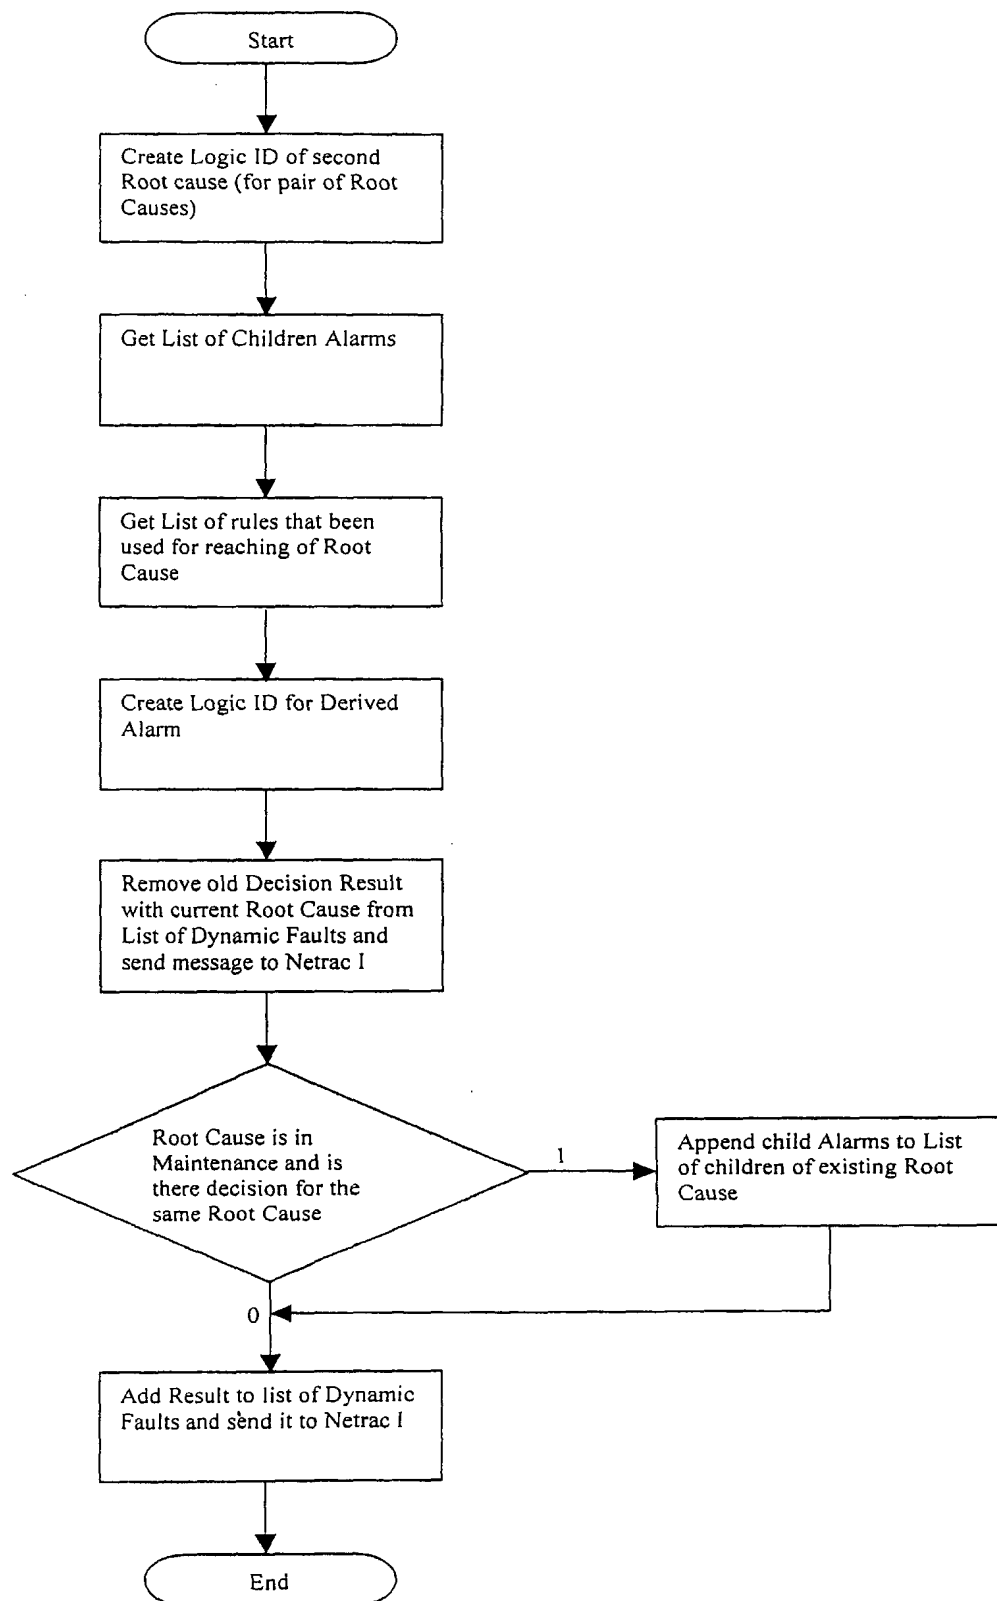 Start
Create Logic ID of second
Root cause (for pair of Root
Causes)
Get List of Children Alarms
Get List of rules that been
used for reaching of Root
Cause
Create Logic ID for Derived
Alarm
Remove old Decision Result
with current Root Cause from
List of Dynamic Faults and
send message to Netrac I
Root Cause is in
Maintenance and is
there decision for the
same Root Cause
1
Append child Alarms to List
of children of existing Root
Cause
0
Add Result to list of Dynamic
Faults and send it to Netrac I
End